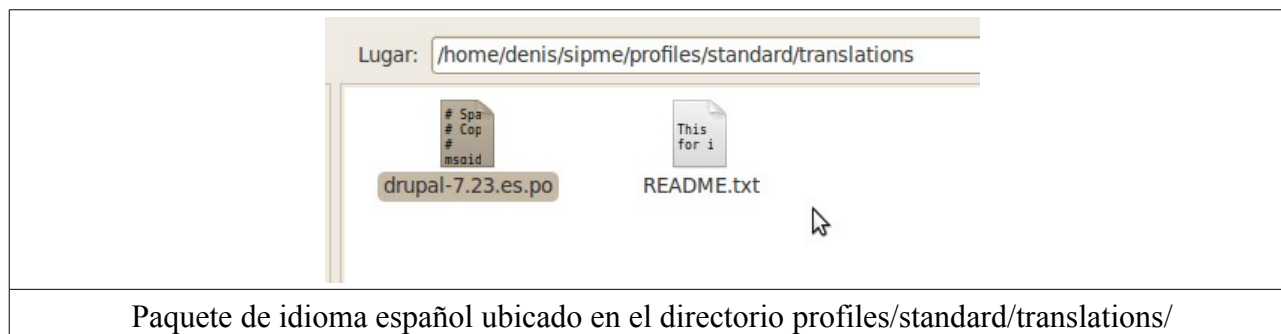 Lugar: /home/denis/sipme/profiles/standard/translations
# Spa
# Cop
#
msgid
This
for i
drupal-7.23.es.po
README.txt
Paquete de idioma español ubicado en el directorio profiles/standard/translations/